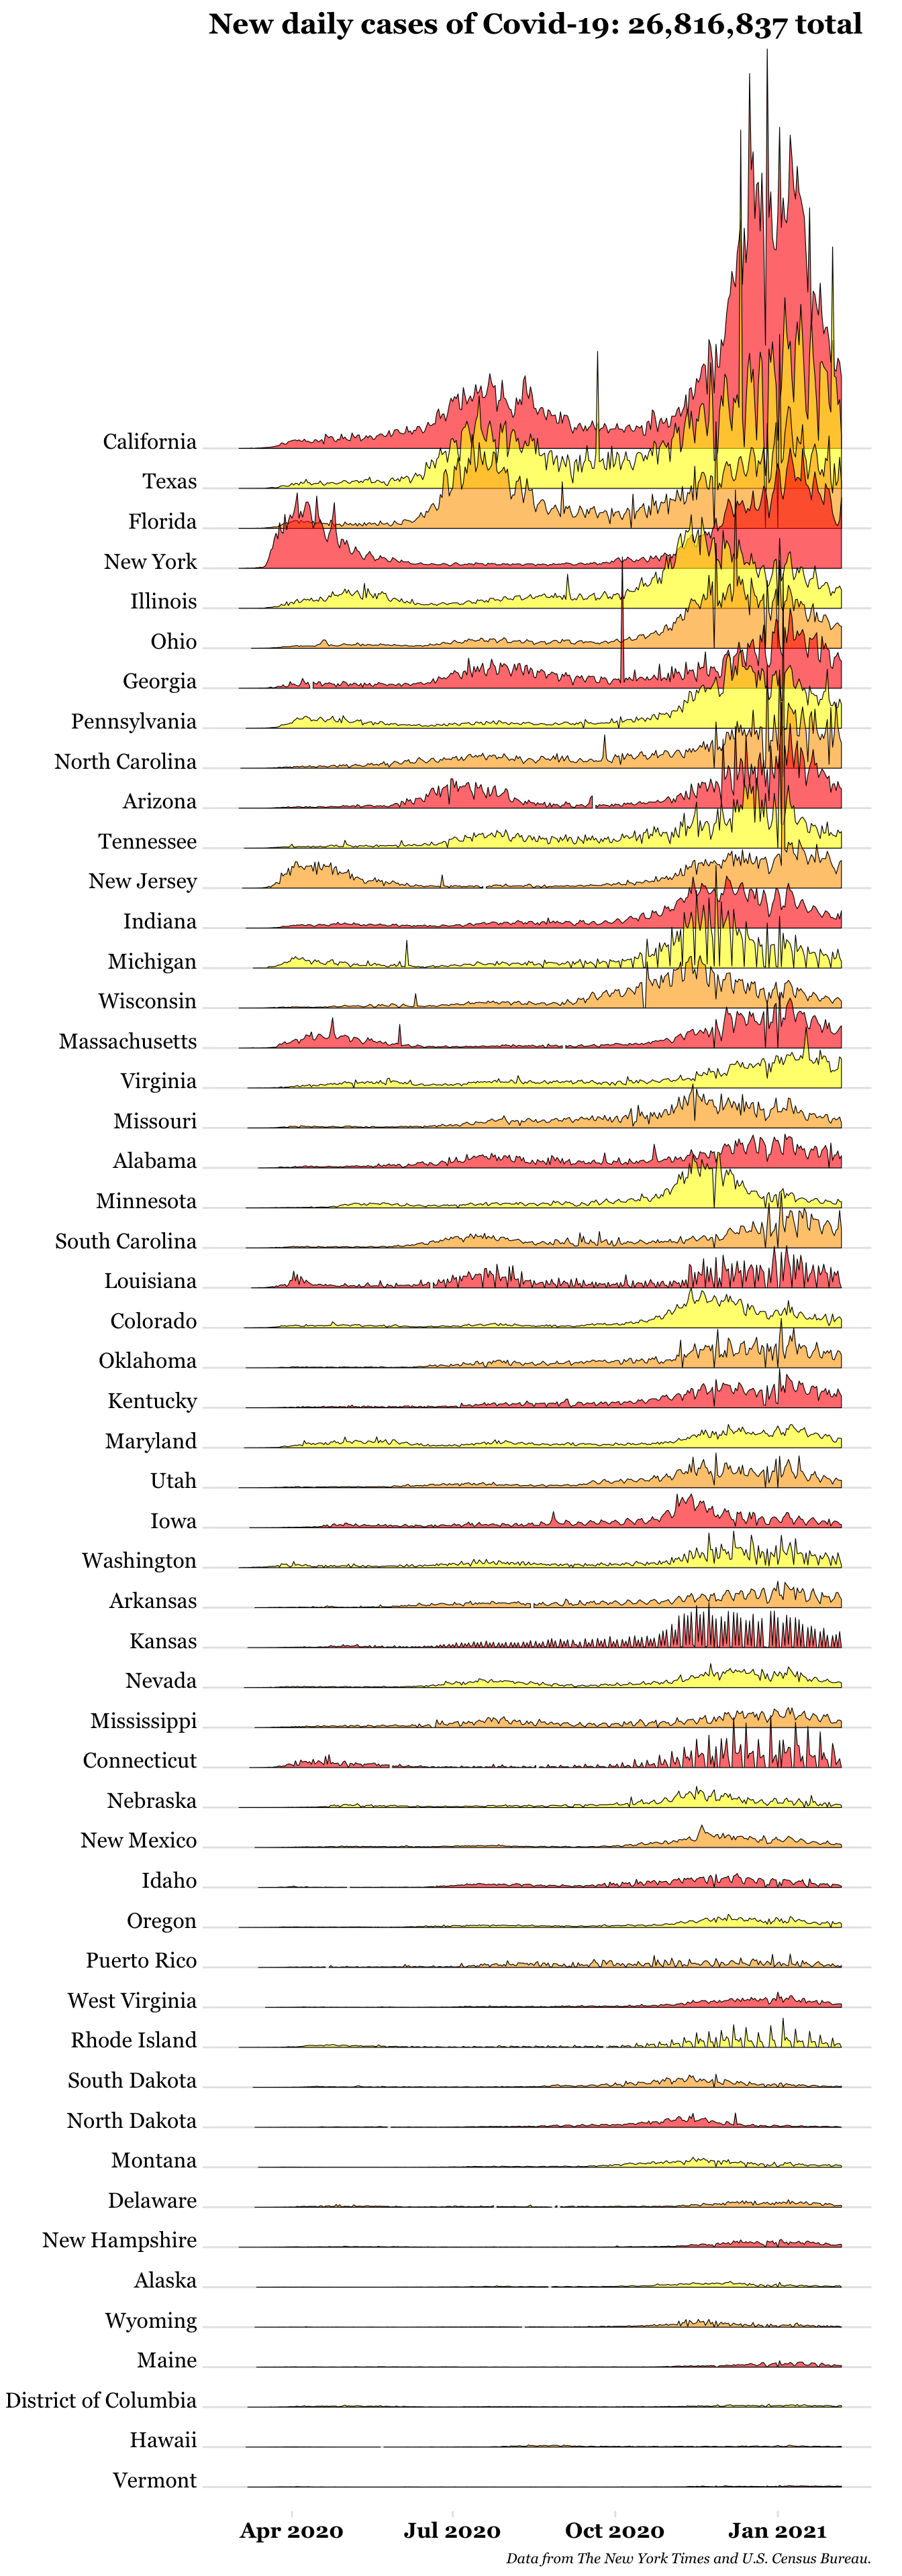 New daily cases of Covid-19: 26,816,837 total
California
Texas
Florida
New York
Illinois
Ohio
Georgia
Pennsylvania
North Carolina
Arizona
Tennessee
New Jersey
Indiana
Michigan
Wisconsin
Massachusetts
Virginia
Missouri
Alabama
Minnesota
South Carolina
Louisiana
Colorado
Oklahoma
Kentucky
Maryland
Utah
Iowa
Washington
Arkansas
Kansas
Nevada
Mississippi
Connecticut
Nebraska
New Mexico
Idaho
Oregon
Puerto Rico
West Virginia
Rhode Island
South Dakota
North Dakota
Montana
Delaware
New Hampshire
Alaska
Wyoming
Maine
District of Columbia
Hawaii
Vermont
Apr 2020 Jul 2020 Oct 2020 Jan 2021
Data from The New York Times and U.S. Census Bureau.